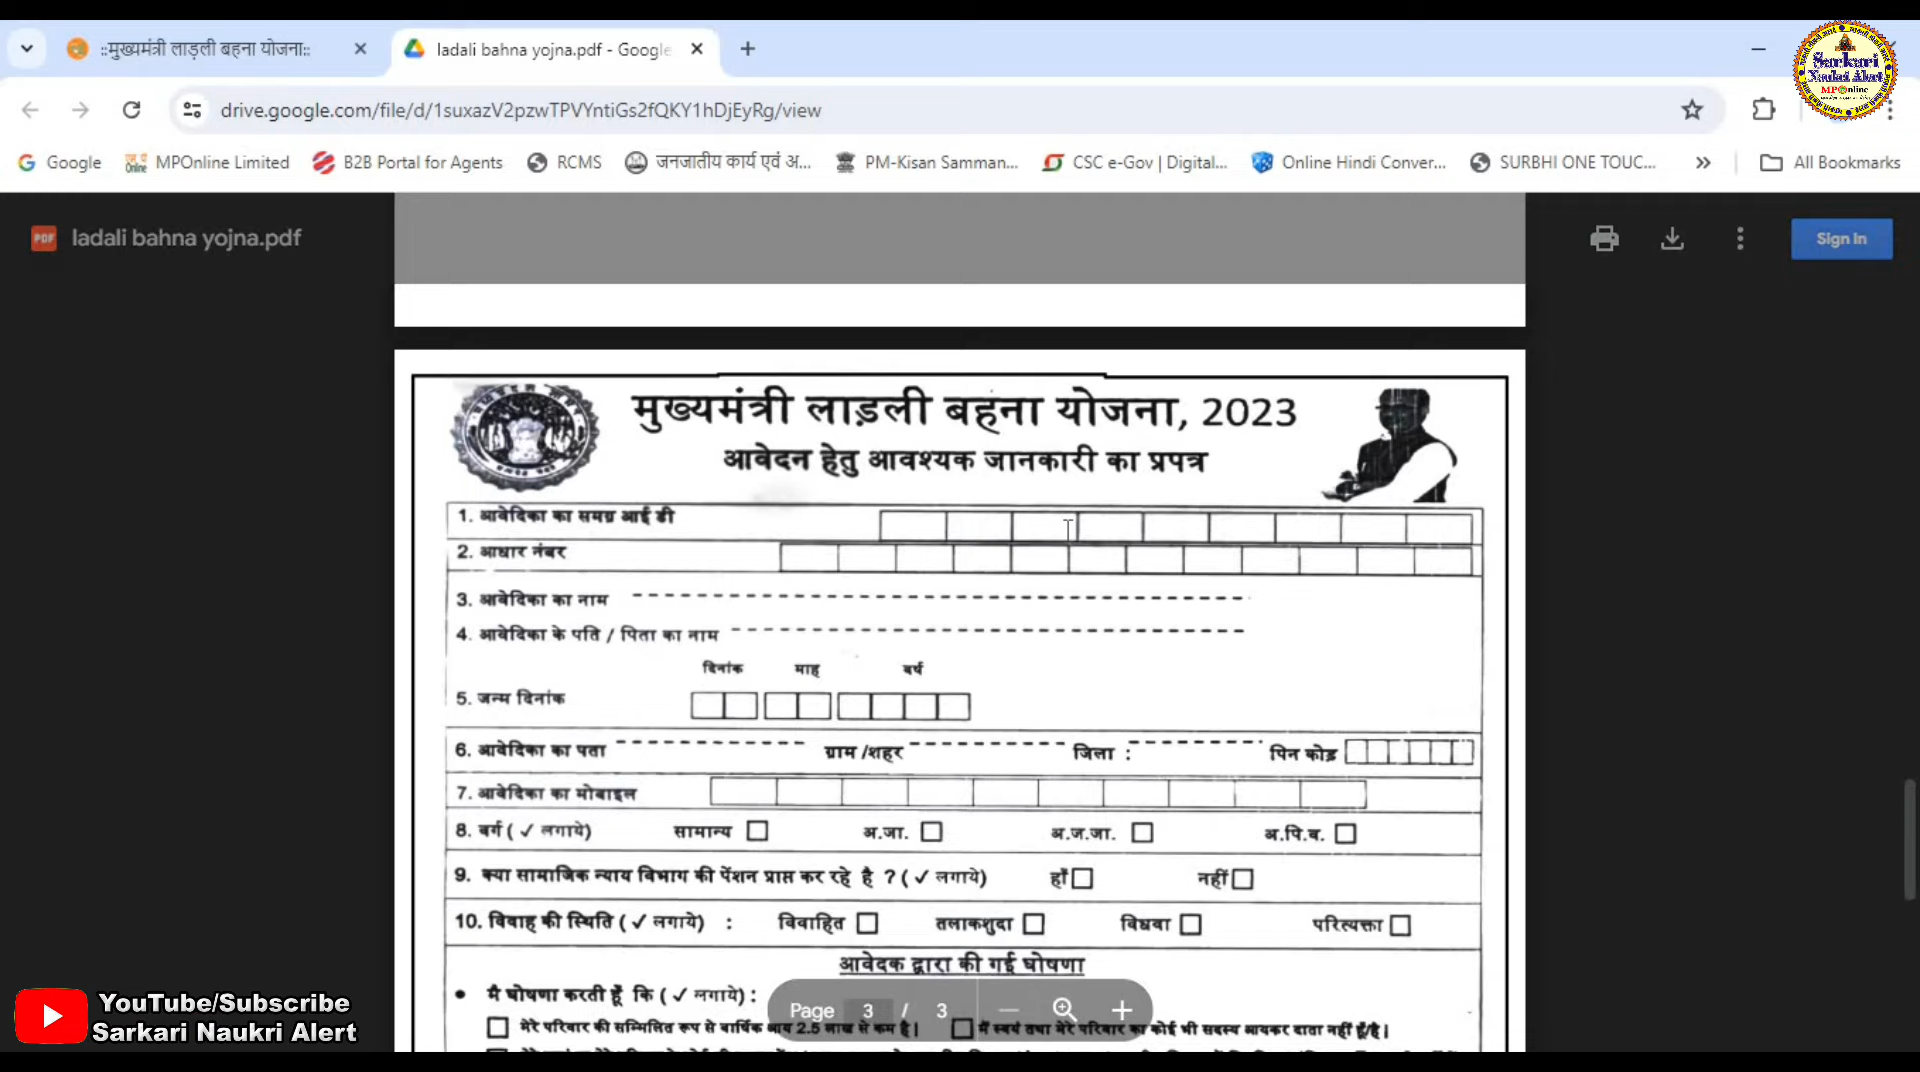 ::मुख्यमंत्री लाड़ली बहना योजना::
ladali bahna yojna.pdf - Google
Sarkari
Naukri Alert
MPOnline
drive.google.com/file/d/1suxazV2pzwTPVYntiGs2fQKY1hDjEyRg/view
Google
MPOnline Limited
B2B Portal for Agents
RCMS
जनजातीय कार्य एवं अ...
PM-Kisan Samman...
CSC e-Gov | Digital...
Online Hindi Conver...
SURBHI ONE TOUC...
All Bookmarks
PDF
ladali bahna yojna.pdf
Sign In
मुख्यमंत्री लाड़ली बहना योजना, 2023
आवेदन हेतु आवश्यक जानकारी का प्रपत्र
1. आवेदिका का समग्र आई डी
2. आधार नंबर
3. आवेदिका का नाम
4. आवेदिका के पति / पिता का नाम
दिनांक माह वर्ष
5. जन्म दिनांक
6. आवेदिका का पता ग्राम /शहर जिला : पिन कोड़
7. आवेदिका का मोबाइल
8. वर्ग ( ✓ लगाये) सामान्य अ.जा. अ.ज.जा. अ.पि.व.
9. क्या सामाजिक न्याय विभाग की पेंशन प्राप्त कर रहे है ? ( ✓ लगाये) हाँ नहीं
10. विवाह की स्थिति ( ✓ लगाये) : विवाहित तलाकशुदा विधवा परित्यक्ता
आवेदक द्वारा की गई घोषणा
• मै घोषणा करती हूँ कि ( ✓ लगाये) :
Page 3 / 3
मेरे परिवार की सम्मिलित रूप से वार्षिक आय 2.5 लाख से कम है। मैं स्वयं तथा मेरे परिवार का कोई भी सदस्य आयकर दाता नहीं हूँ/है।
YouTube/Subscribe
Sarkari Naukri Alert